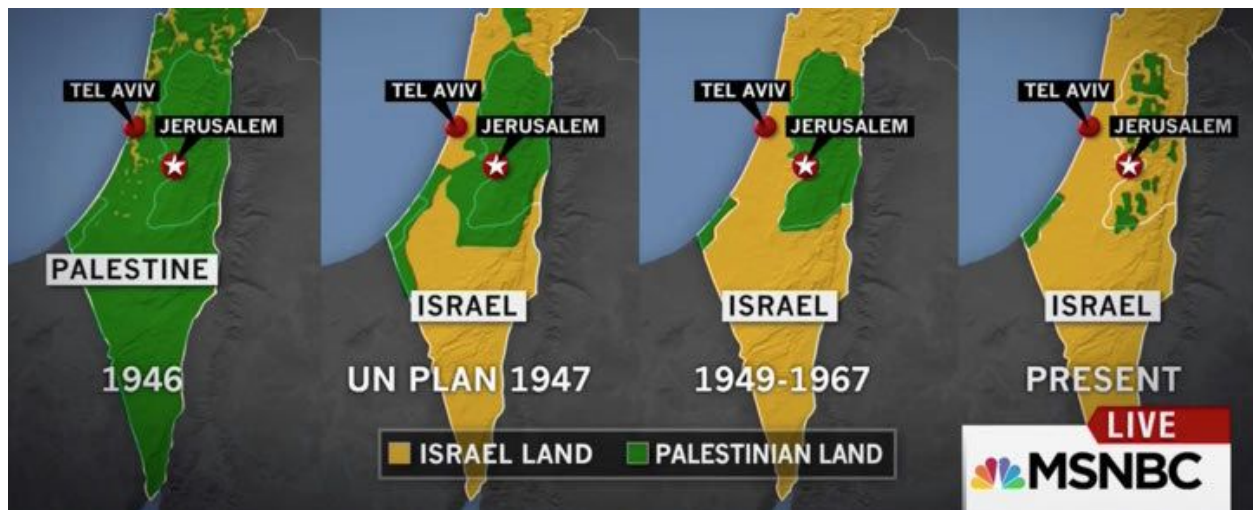 TEL AVIV
JERUSALEM
PALESTINE
1946
TEL AVIV
JERUSALEM
ISRAEL
UN PLAN 1947
TEL AVIV
JERUSALEM
ISRAEL
1949-1967
TEL AVIV
JERUSALEM
ISRAEL
PRESENT
ISRAEL LAND
PALESTINIAN LAND
LIVE
MSNBC